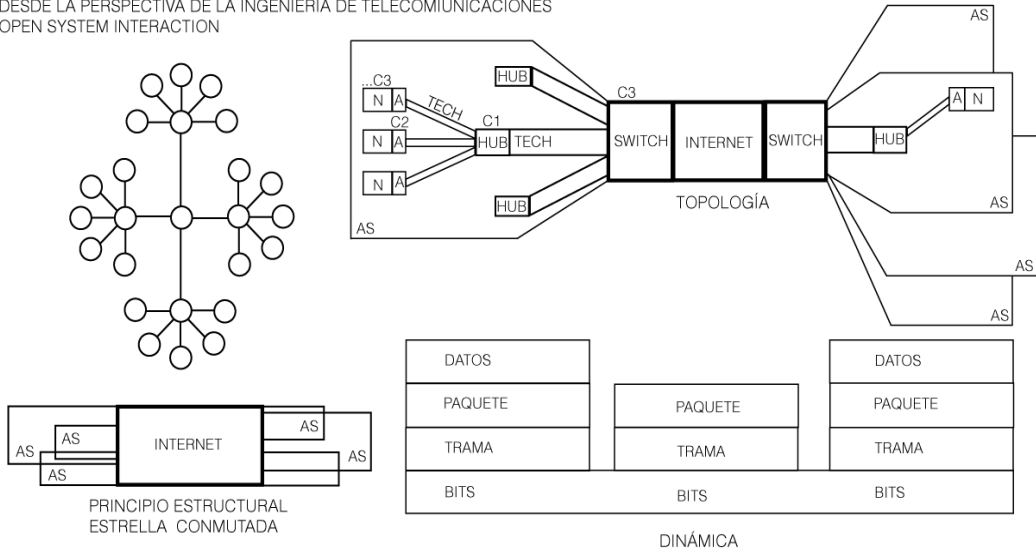 DESDE LA PERSPECTIVA DE LA INGENIERÍA DE TELECOMUNICACIONES
OPEN SYSTEM INTERACTION
AS
HUB
...C3
N A
TECH
C3
C2
C1
N A
HUB TECH
SWITCH
INTERNET
SWITCH
HUB
A N
N A
HUB
TOPOLOGÍA
AS
AS
AS
AS
DATOS
DATOS
PAQUETE
PAQUETE
PAQUETE
TRAMA
TRAMA
TRAMA
BITS
BITS
BITS
DINÁMICA
AS
AS
AS
INTERNET
AS
AS
PRINCIPIO ESTRUCTURAL
ESTRELLA CONMUTADA